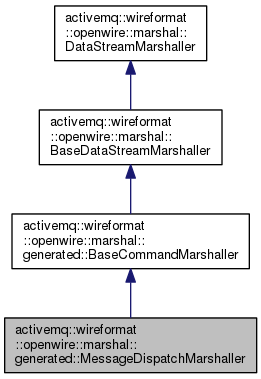 activemq::wireformat
::openwire::marshal::
DataStreamMarshaller
activemq::wireformat
::openwire::marshal::
BaseDataStreamMarshaller
activemq::wireformat
::openwire::marshal::
generated::BaseCommandMarshaller
activemq::wireformat
::openwire::marshal::
generated::MessageDispatchMarshaller